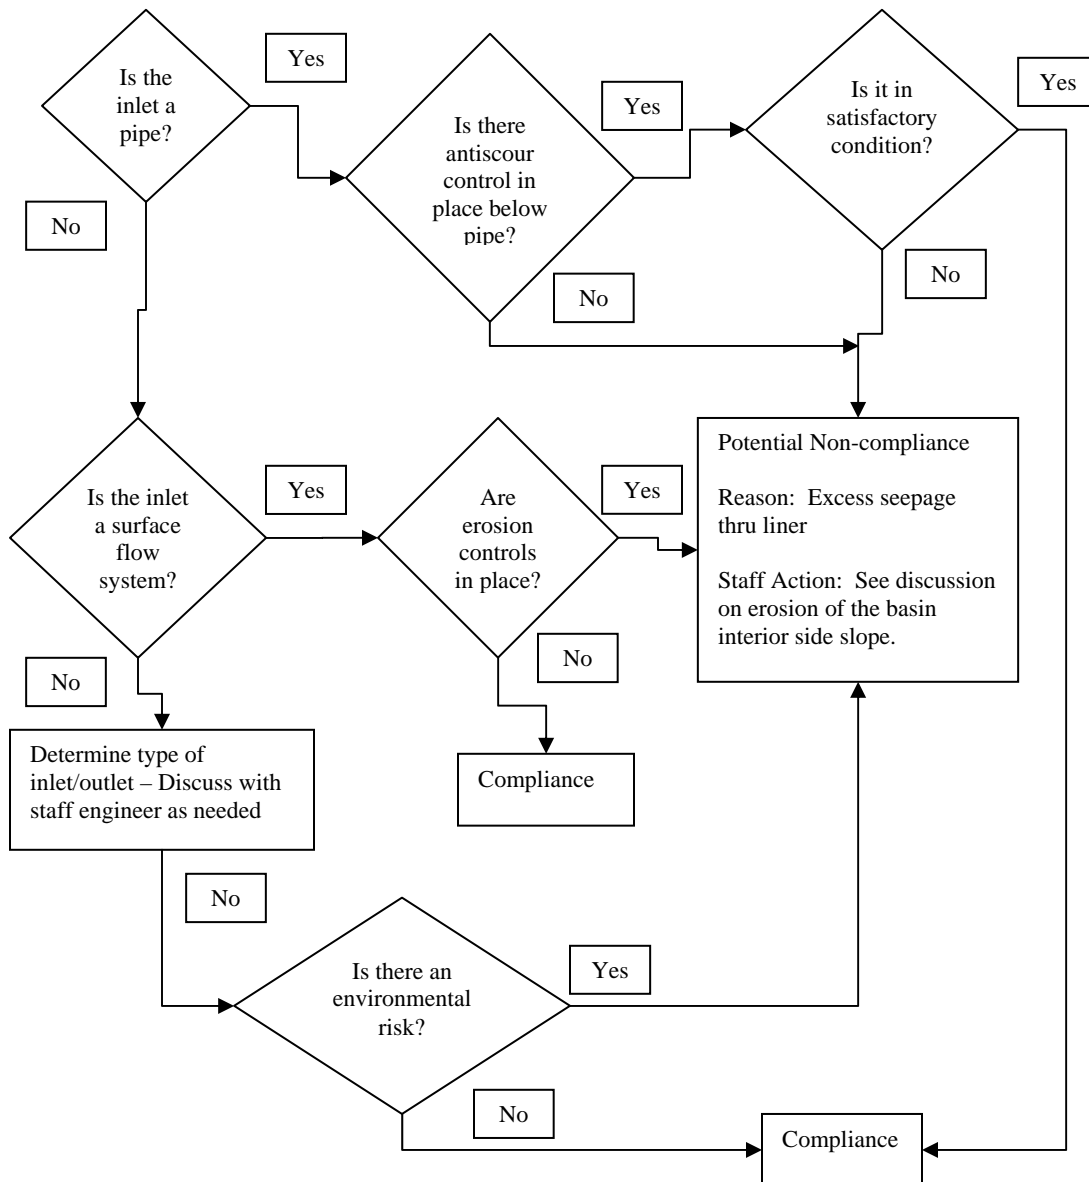 Is the
inlet a
pipe?
Yes
Is there
antiscour
control in
place below
pipe?
Yes
Is it in
satisfactory
condition?
Yes
No
No
No
Is the inlet
a surface
flow
system?
Yes
Are
erosion
controls
in place?
Yes
Potential Non-compliance
Reason:  Excess seepage
thru liner
Staff Action:  See discussion
on erosion of the basin
interior side slope.
No
No
Determine type of
inlet/outlet – Discuss with
staff engineer as needed
Compliance
No
Is there an
environmental
risk?
Yes
No
Compliance